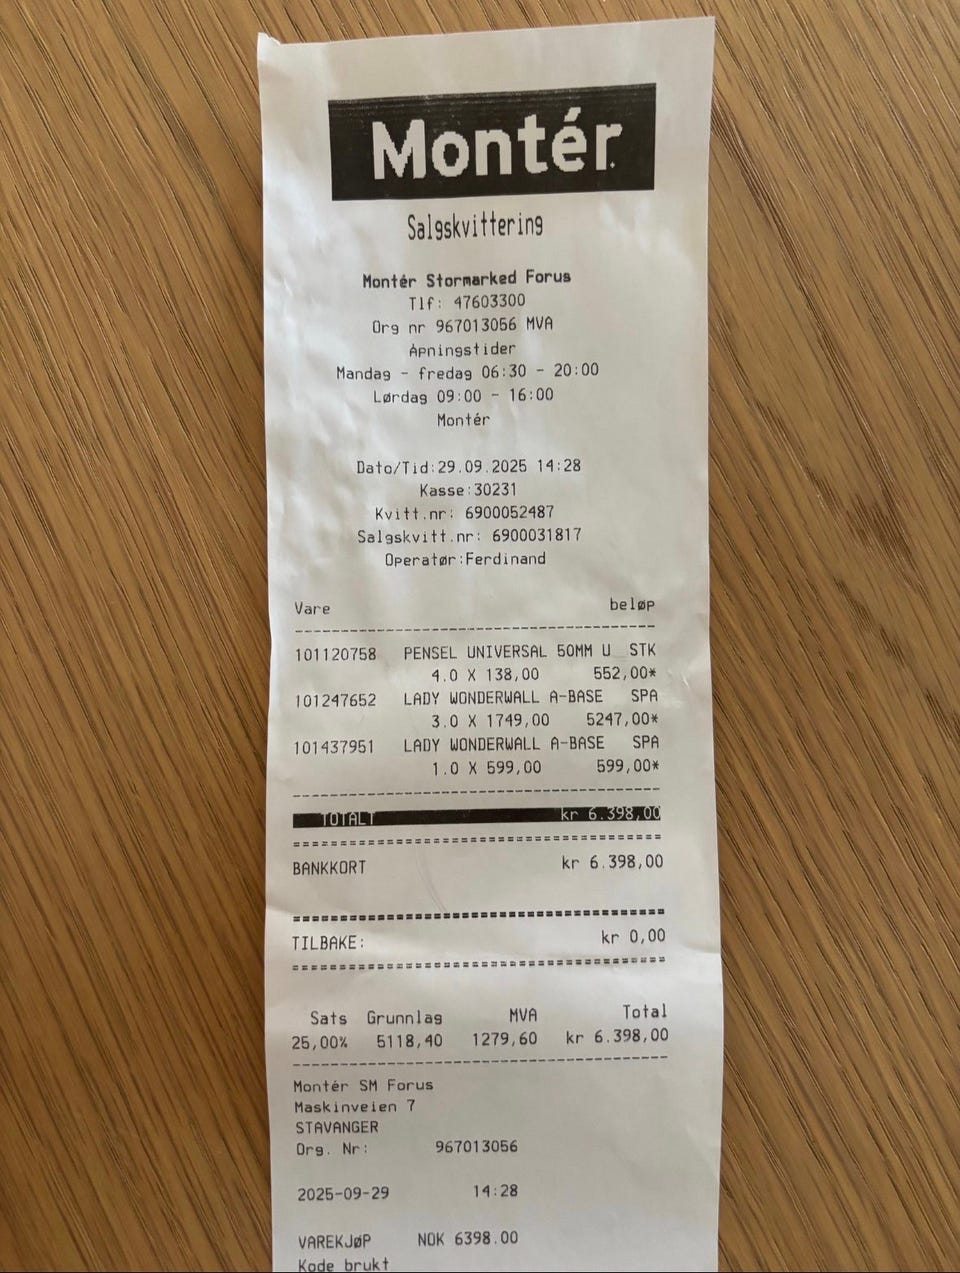 Montér
Salgskvittering
Montér Stormarked Forus
Tlf: 47603300
Org nr 967013056 MVA
Åpningstider
Mandag - fredag 06:30 - 20:00
Lørdag 09:00 - 16:00
Montér
Dato/Tid:29.09.2025 14:28
Kasse:30231
Kvitt.nr: 6900052487
Salgskvitt.nr: 6900031817
Operatør:Ferdinand
Vare beløp
101120758 PENSEL UNIVERSAL 50MM U STK
4.0 X 138,00 552,00*
101247652 LADY WONDERWALL A-BASE SPA
3.0 X 1749,00 5247,00*
101437951 LADY WONDERWALL A-BASE SPA
1.0 X 599,00 599,00*
TOTALT kr 6.398,00
BANKKORT kr 6.398,00
TILBAKE: kr 0,00
Sats Grunnlag MVA Total
25,00% 5118,40 1279,60 kr 6.398,00
Montér SM Forus
Maskinveien 7
STAVANGER
Org. Nr: 967013056
2025-09-29 14:28
VAREKJØP NOK 6398.00
Kode brukt